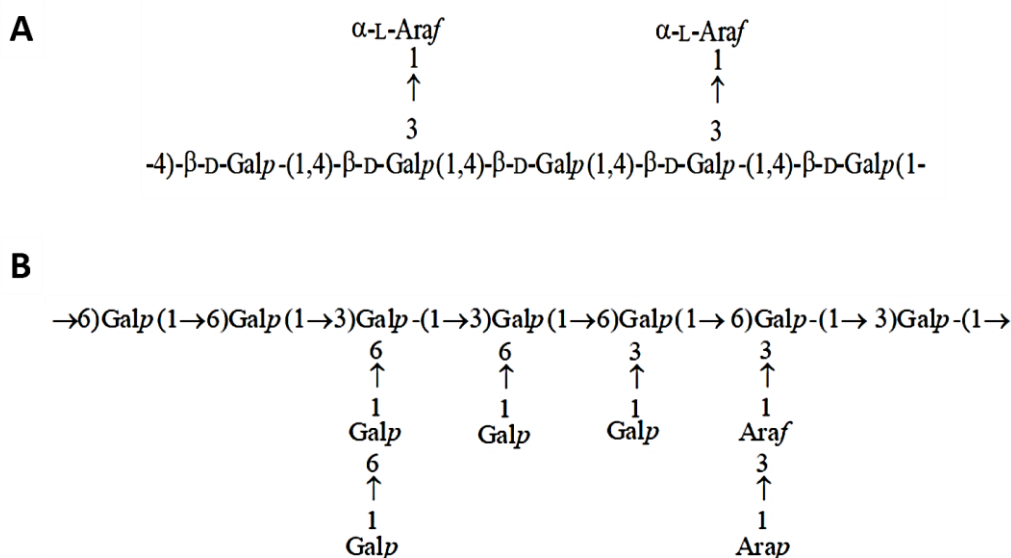 A
α-L-Araf α-L-Araf
1 1
↑ ↑
3 3
-4)-β-D-Galp-(1,4)-β-D-Galp(1,4)-β-D-Galp(1,4)-β-D-Galp-(1,4)-β-D-Galp(1-
B
→6)Galp(1→6)Galp(1→3)Galp-(1→3)Galp(1→6)Galp(1→ 6)Galp-(1→ 3)Galp-(1→
6 6 3 3
↑ ↑ ↑ ↑
1 1 1 1
Galp Galp Galp Araf
6 3
↑ ↑
1 1
Galp Arap